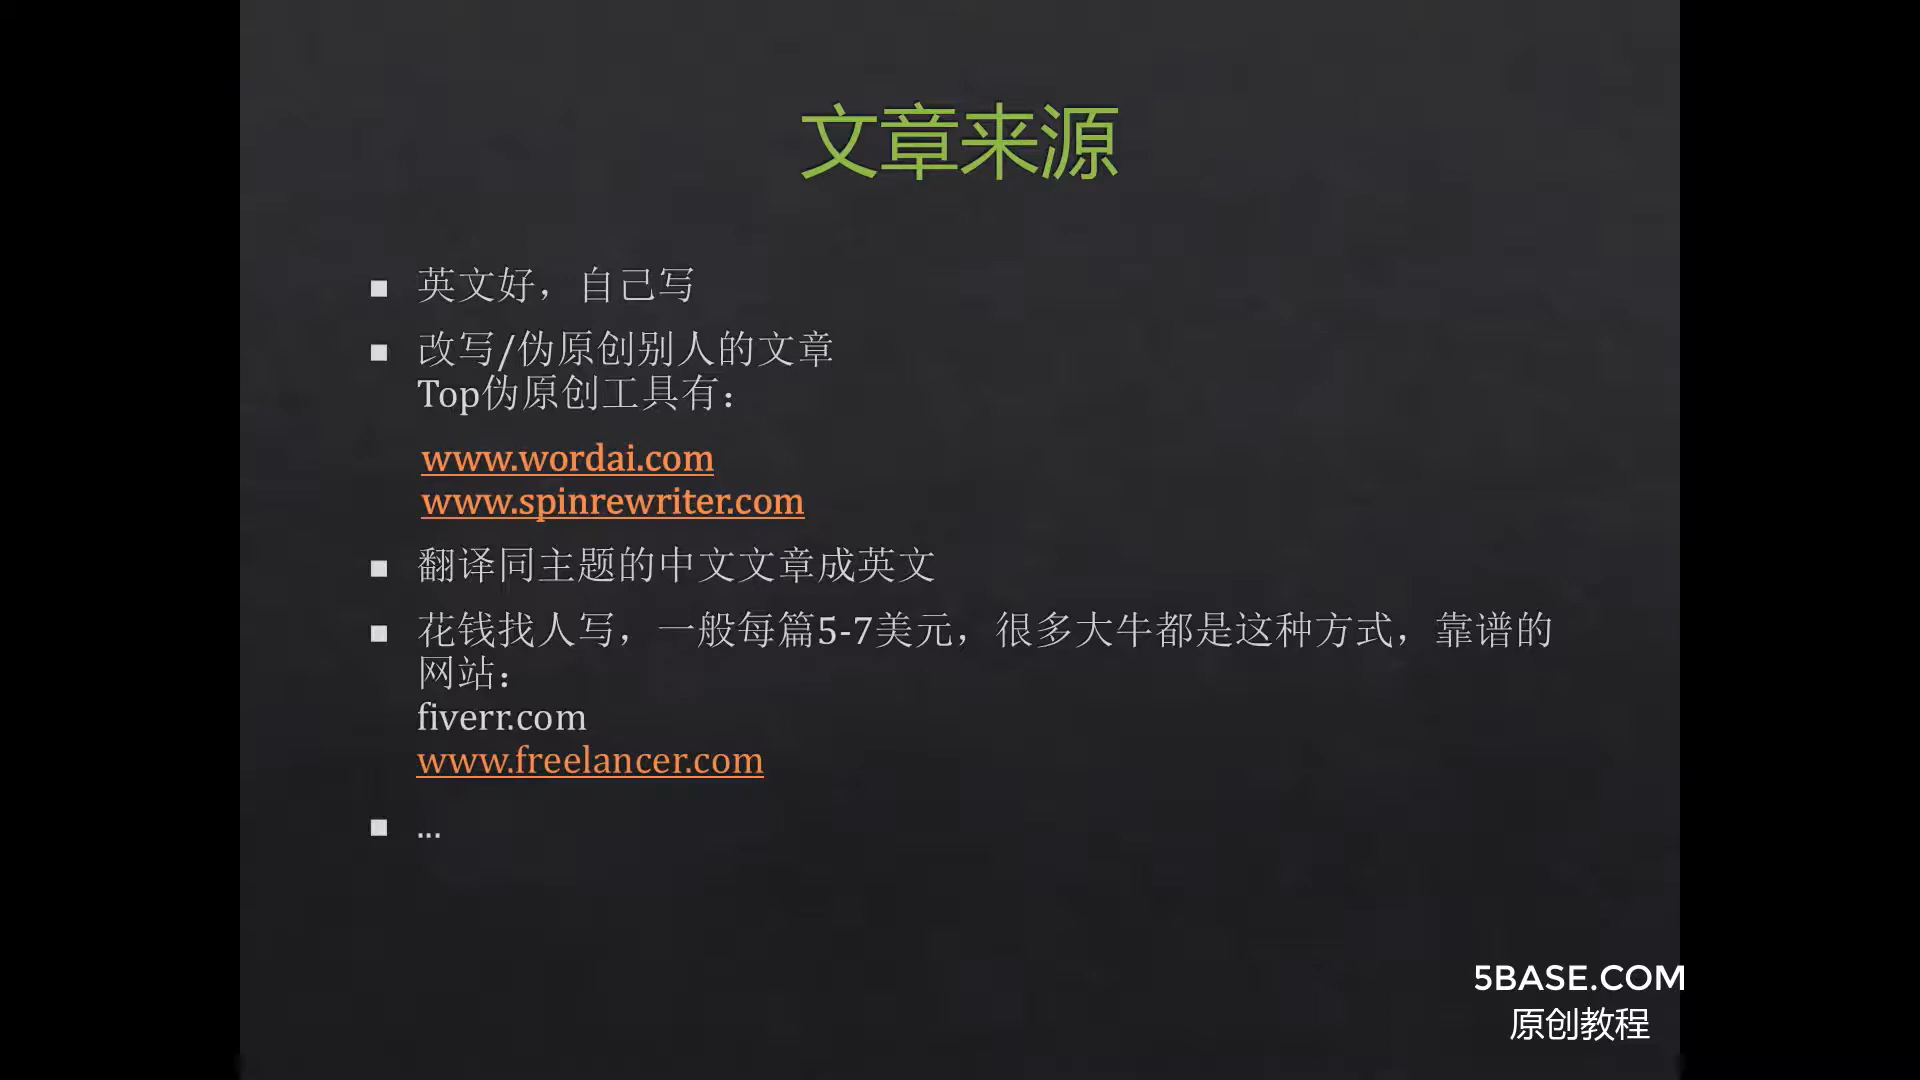 文章来源
英文好，自己写
改写/伪原创别人的文章
Top伪原创工具有：
www.wordai.com
www.spinrewriter.com
翻译同主题的中文文章成英文
花钱找人写，一般每篇5-7美元，很多大牛都是这种方式，靠谱的
网站：
fiverr.com
www.freelancer.com
...
5BASE.COM
原创教程